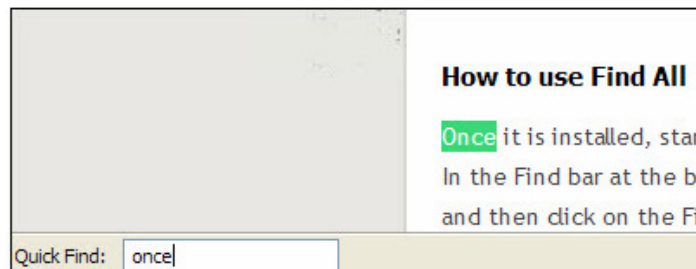 How to use Find All
Once it is installed, star
In the Find bar at the b
and then click on the Fi
Quick Find: once